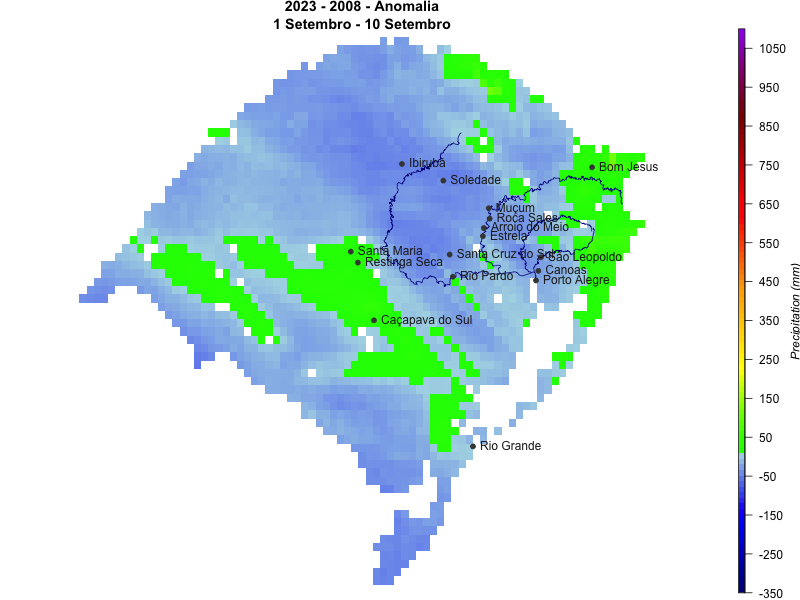 2023 - 2008 - Anomalia
1 Setembro - 10 Setembro
Ibirubá
Bom Jesus
Soledade
Muçum
Roca Sales
Arroio do Meio
Estrela
Santa Maria
Santa Cruz do Sul
São Leopoldo
Restinga Seca
Canoas
Rio Pardo
Porto Alegre
Caçapava do Sul
Rio Grande
1050
950
850
750
650
550
450
350
250
150
50
-50
-150
-250
-350
Precipitation (mm)